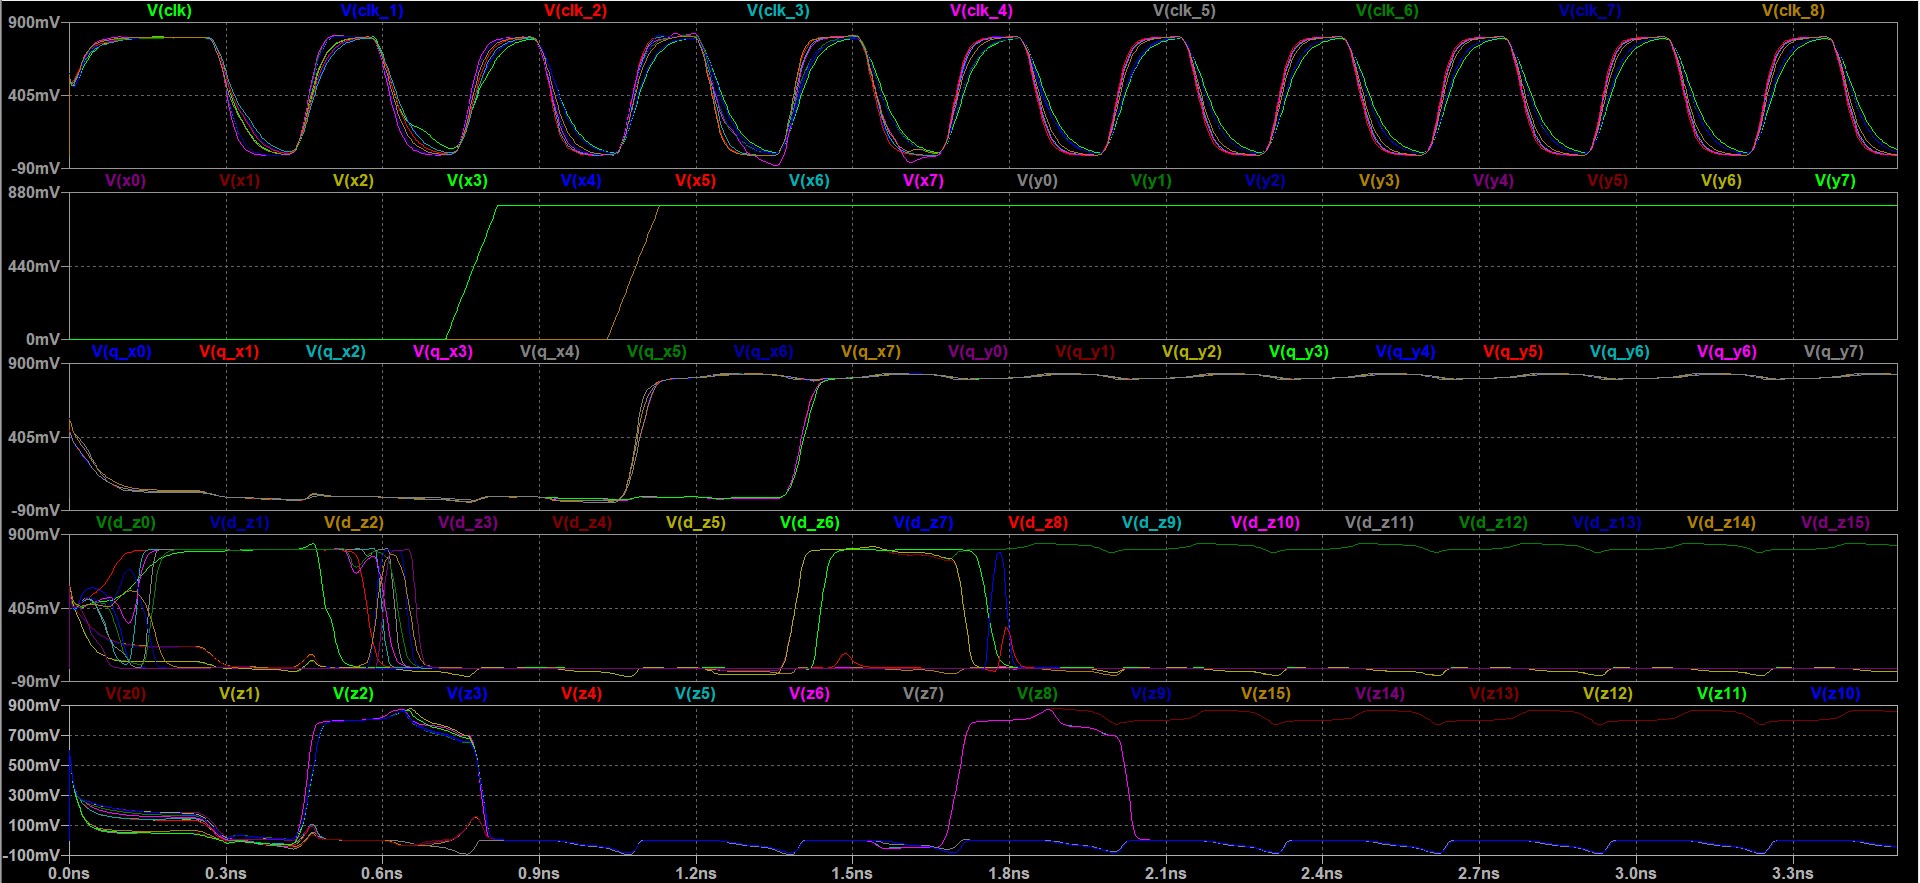 V(clk) V(clk_1) V(clk_2) V(clk_3) V(clk_4) V(clk_5) V(clk_6) V(clk_7) V(clk_8)
900mV
405mV
-90mV
V(x0) V(x1) V(x2) V(x3) V(x4) V(x5) V(x6) V(x7) V(y0) V(y1) V(y2) V(y3) V(y4) V(y5) V(y6) V(y7)
880mV
440mV
0mV
V(q_x0) V(q_x1) V(q_x2) V(q_x3) V(q_x4) V(q_x5) V(q_x6) V(q_x7) V(q_y0) V(q_y1) V(q_y2) V(q_y3) V(q_y4) V(q_y5) V(q_y6) V(q_y6) V(q_y7)
900mV
405mV
-90mV
V(d_z0) V(d_z1) V(d_z2) V(d_z3) V(d_z4) V(d_z5) V(d_z6) V(d_z7) V(d_z8) V(d_z9) V(d_z10) V(d_z11) V(d_z12) V(d_z13) V(d_z14) V(d_z15)
900mV
405mV
-90mV
V(z0) V(z1) V(z2) V(z3) V(z4) V(z5) V(z6) V(z7) V(z8) V(z9) V(z15) V(z14) V(z13) V(z12) V(z11) V(z10)
900mV
700mV
500mV
300mV
100mV
-100mV
0.0ns 0.3ns 0.6ns 0.9ns 1.2ns 1.5ns 1.8ns 2.1ns 2.4ns 2.7ns 3.0ns 3.3ns